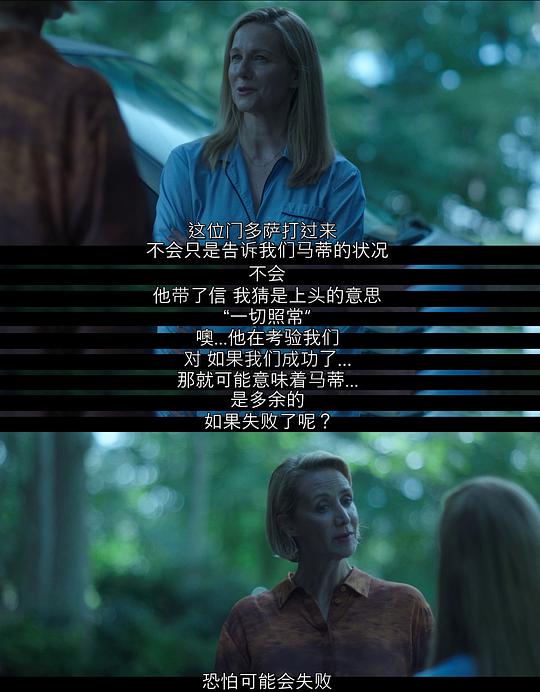 这位门多萨打过来
不会只是告诉我们马蒂的状况
不会
他带了信 我猜是上头的意思
“一切照常”
噢...他在考验我们
对 如果我们成功了...
那就可能意味着马蒂...
是多余的
如果失败了呢？
恐怕可能会失败